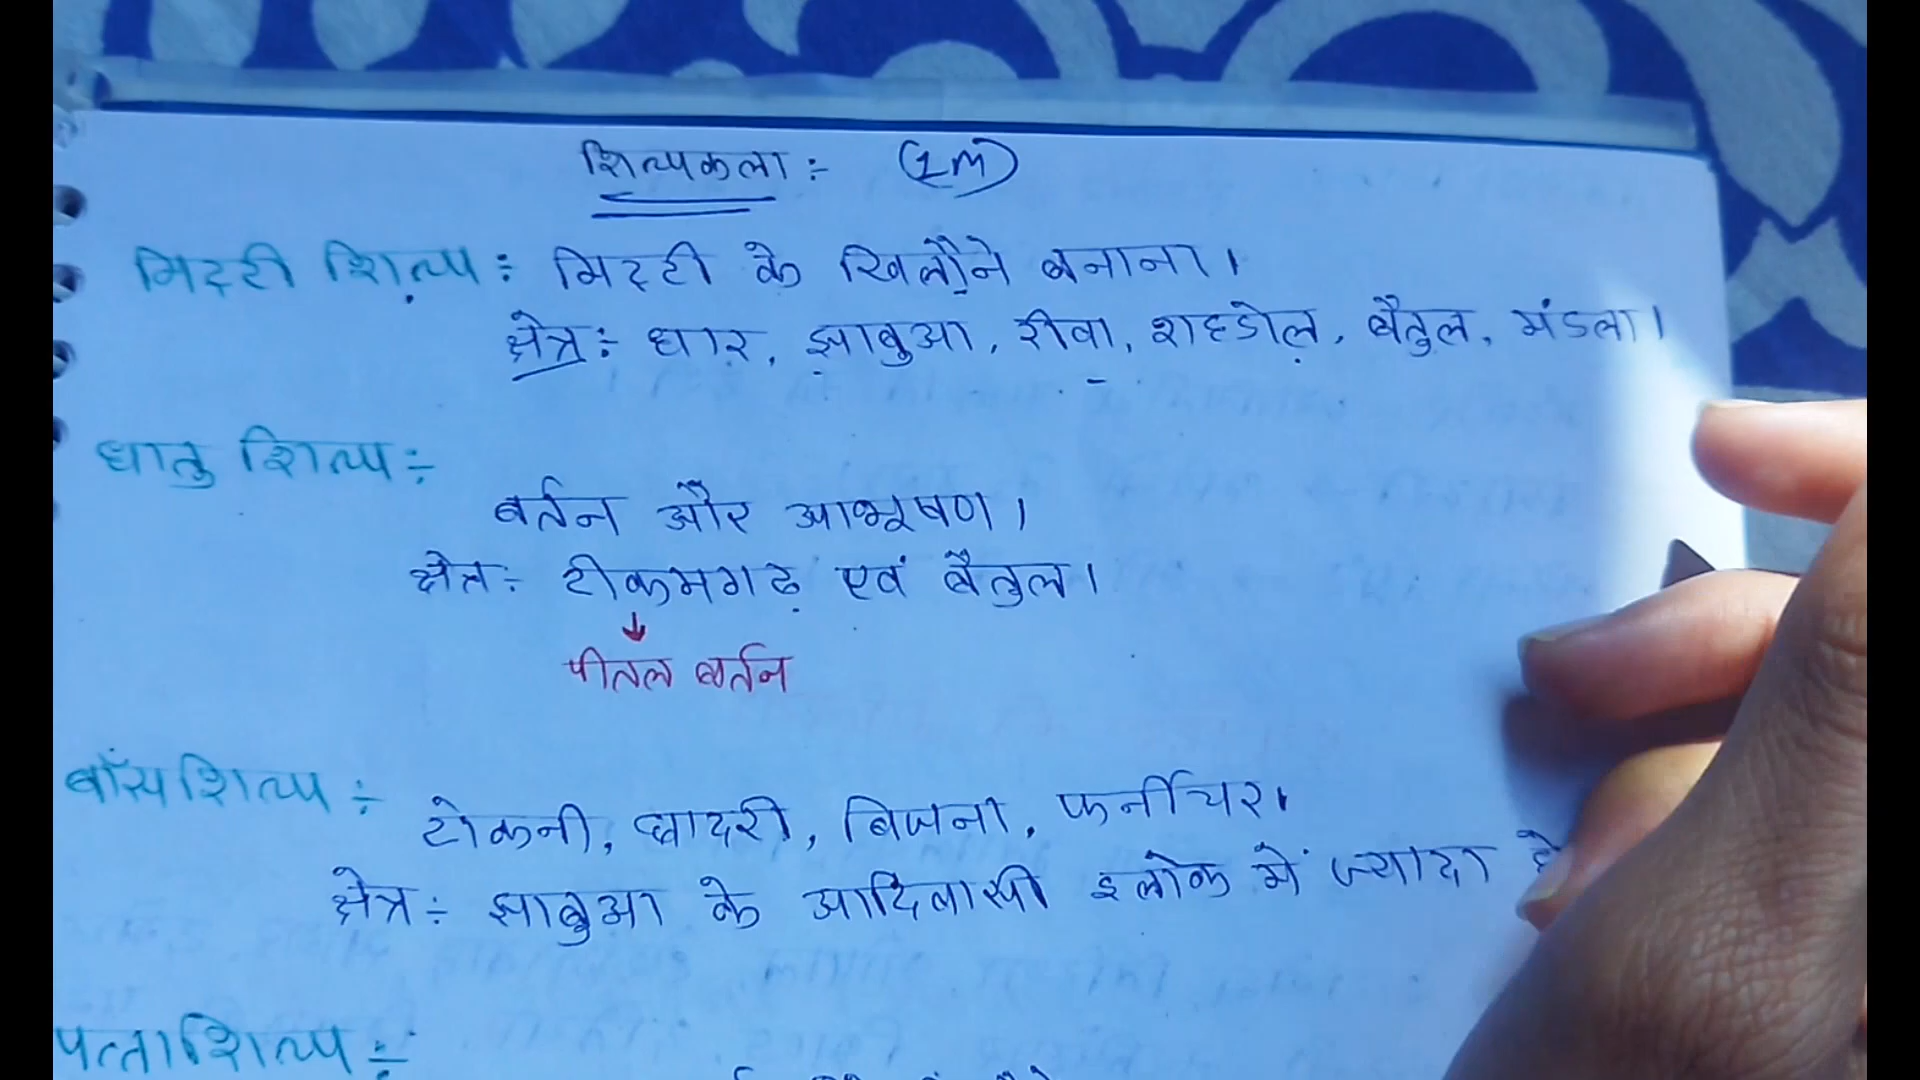 शिल्पकला :- (1M)
मिट्टी शिल्प :- मिट्टी के खिलौने बनाना।
क्षेत्र :- धार, झाबुआ, रीवा, शहडोल, बैतुल, मंडला।
धातु शिल्प :-
बर्तन और आभूषण।
क्षेत्र :- टीकमगढ़ एवं बैतुल।
↓
पीतल बर्तन
बाँस शिल्प :-
टोकनी, छादरी, बिजना, फर्नीचर।
क्षेत्र :- झाबुआ के आदिवासी इलोक में ज्यादा
पत्ता शिल्प :-